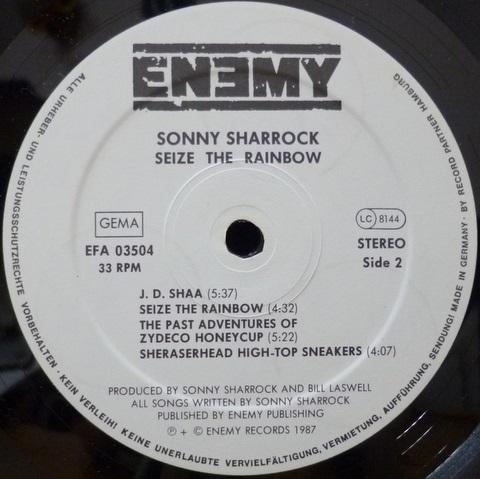 ENEMY
SONNY SHARROCK
SEIZE THE RAINBOW
GEMA
LC 8144
EFA 03504
33 RPM
STEREO
Side 2
J. D. SHAA (5:37)
SEIZE THE RAINBOW (4:32)
THE PAST ADVENTURES OF
ZYDECO HONEYCUP (5:22)
SHERASERHEAD HIGH-TOP SNEAKERS (4:07)
PRODUCED BY SONNY SHARROCK AND BILL LASWELL
ALL SONGS WRITTEN BY SONNY SHARROCK
PUBLISHED BY ENEMY PUBLISHING
℗ + © ENEMY RECORDS 1987
ALLE URHEBER- UND LEISTUNGSSCHUTZRECHTE VORBEHALTEN · KEIN VERLEIH! KEINE UNERLAUBTE VERVIELFÄLTIGUNG, VERMIETUNG, AUFFÜHRUNG, SENDUNG! MADE IN GERMANY · BY RECORD PARTNER HAMBURG